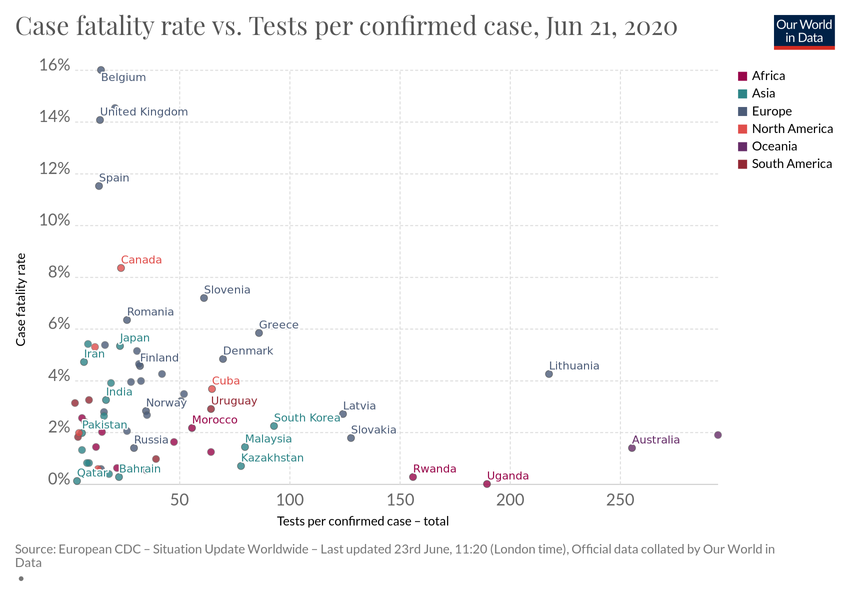 Case fatality rate vs. Tests per confirmed case, Jun 21, 2020
Our World
in Data
16%
14%
12%
10%
8%
6%
4%
2%
0%
Case fatality rate
Belgium
United Kingdom
Spain
Canada
Slovenia
Romania
Greece
Japan
Iran
Finland
Denmark
Lithuania
India
Norway
Cuba
Uruguay
Latvia
Pakistan
Morocco
South Korea
Slovakia
Russia
Malaysia
Australia
Kazakhstan
Qatar
Bahrain
Rwanda
Uganda
Africa
Asia
Europe
North America
Oceania
South America
50
100
150
200
250
Tests per confirmed case – total
Source: European CDC – Situation Update Worldwide – Last updated 23rd June, 11:20 (London time), Official data collated by Our World in
Data